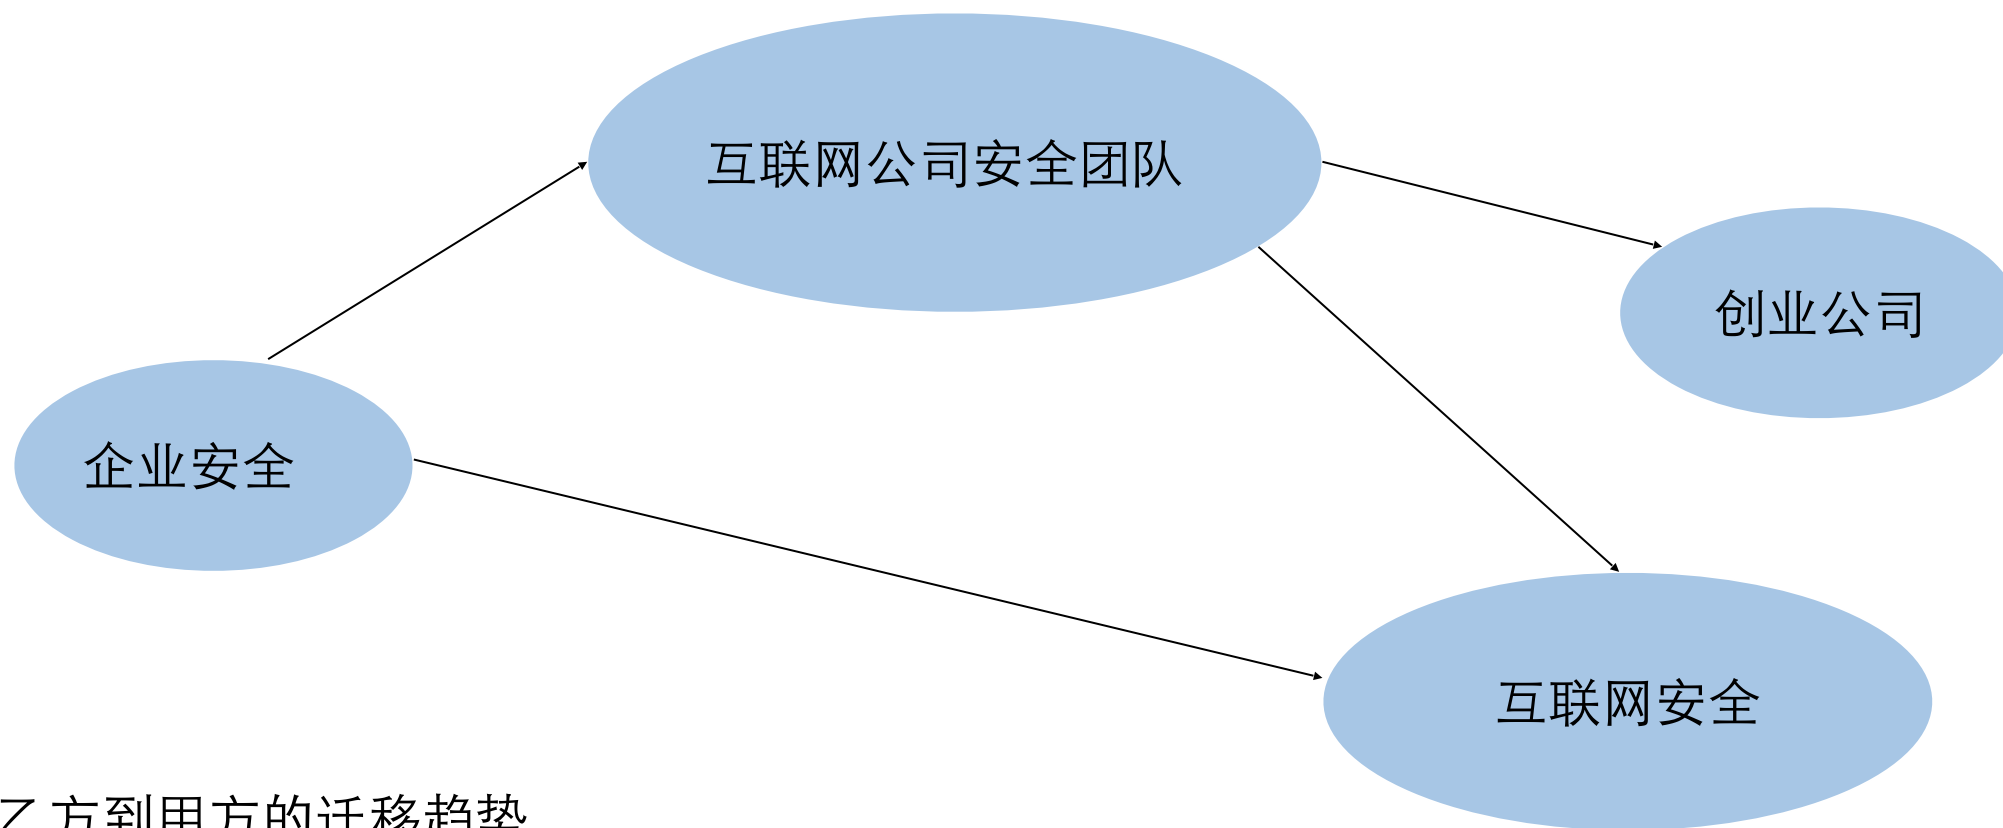 互联网公司安全团队
创业公司
企业安全
互联网安全
乙方到甲方的迁移趋势